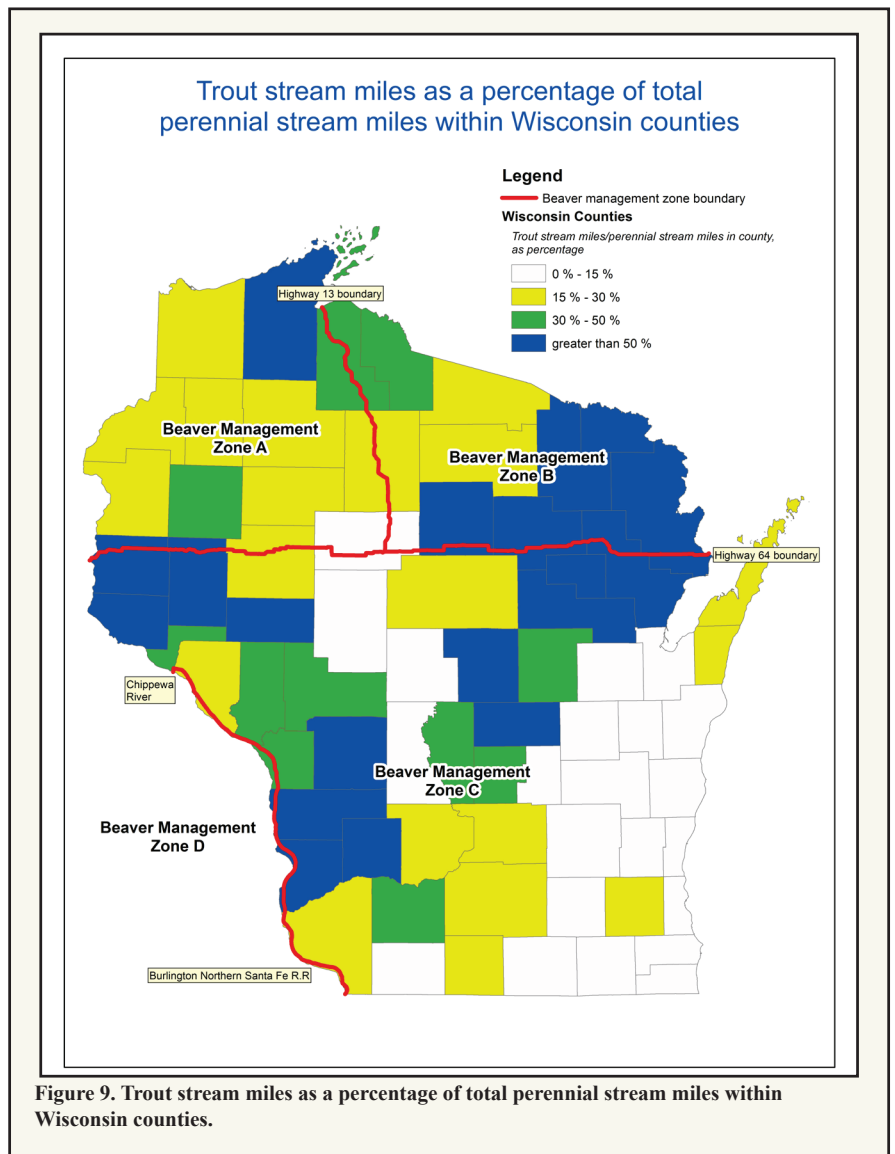 Trout stream miles as a percentage of total
perennial stream miles within Wisconsin counties
Legend
Beaver management zone boundary
Wisconsin Counties
Trout stream miles/perennial stream miles in county,
as percentage
0 % - 15 %
15 % - 30 %
30 % - 50 %
greater than 50 %
Highway 13 boundary
Beaver Management
Zone A
Beaver Management
Zone B
Highway 64 boundary
Chippewa
River
Beaver Management
Zone C
Beaver Management
Zone D
Burlington Northern Santa Fe R.R
Figure 9. Trout stream miles as a percentage of total perennial stream miles within
Wisconsin counties.